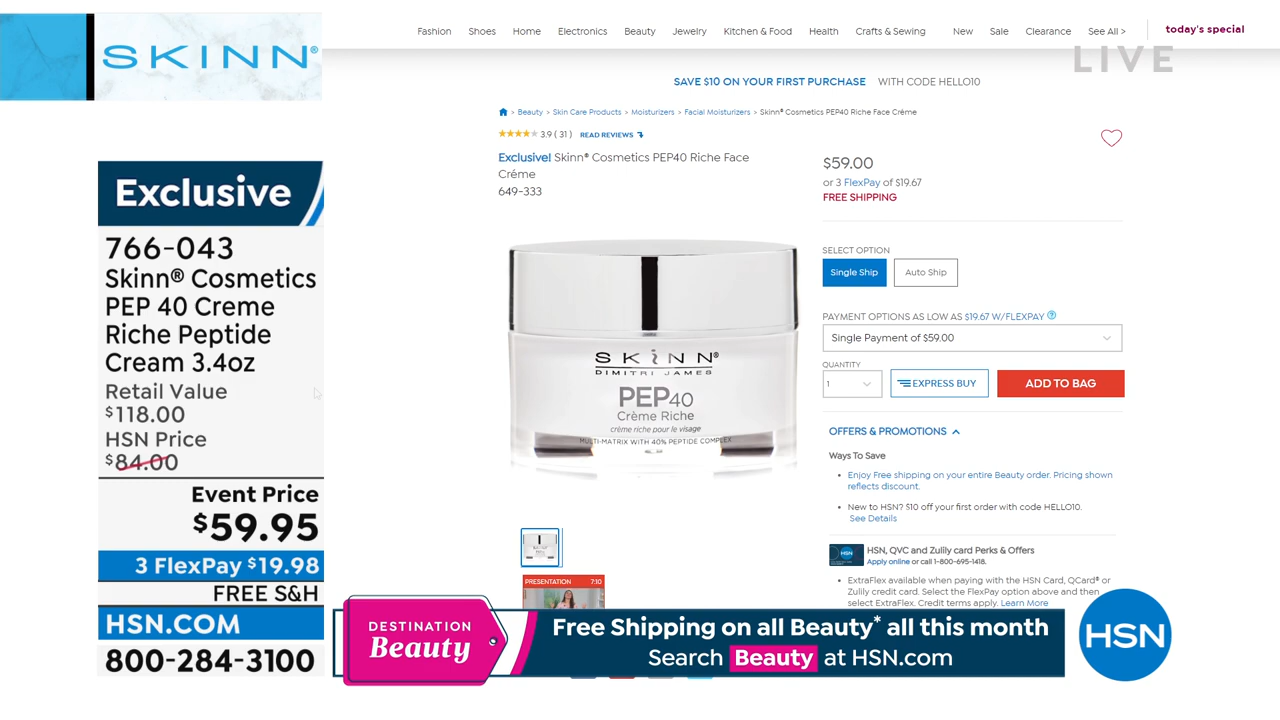 SKINN®
Fashion Shoes Home Electronics Beauty Jewelry Kitchen & Food Health Crafts & Sewing New Sale Clearance See All > today's special
LIVE
SAVE $10 ON YOUR FIRST PURCHASE WITH CODE HELLO10
> Beauty > Skin Care Products > Moisturizers > Facial Moisturizers > Skinn® Cosmetics PEP40 Riche Face Crème
3.9 ( 31 ) READ REVIEWS
Exclusive! Skinn® Cosmetics PEP40 Riche Face
Créme
649-333
$59.00
or 3 FlexPay of $19.67
FREE SHIPPING
SELECT OPTION
Single Ship Auto Ship
PAYMENT OPTIONS AS LOW AS $19.67 W/FLEXPAY ?
Single Payment of $59.00
QUANTITY
1 EXPRESS BUY ADD TO BAG
OFFERS & PROMOTIONS
Ways To Save
• Enjoy Free shipping on your entire Beauty order. Pricing shown
reflects discount.
• New to HSN? $10 off your first order with code HELLO10.
See Details
HSN
HSN, QVC and Zulily card Perks & Offers
Apply online or call 1-800-695-1418.
• ExtraFlex available when paying with the HSN Card, QCard® or
Zulily credit card. Select the FlexPay option above and then
select ExtraFlex. Credit terms apply. Learn More
SKINN®
DIMITRI JAMES
PEP40
Crème Riche
crème riche pour le visage
MULTI-MATRIX WITH 40% PEPTIDE COMPLEX
PRESENTATION 7:10
Exclusive
766-043
Skinn® Cosmetics
PEP 40 Creme
Riche Peptide
Cream 3.4oz
Retail Value
$118.00
HSN Price
$84.00
Event Price
$59.95
3 FlexPay $19.98
FREE S&H
HSN.COM
800-284-3100
DESTINATION
Beauty
Free Shipping on all Beauty* all this month
Search Beauty at HSN.com
HSN